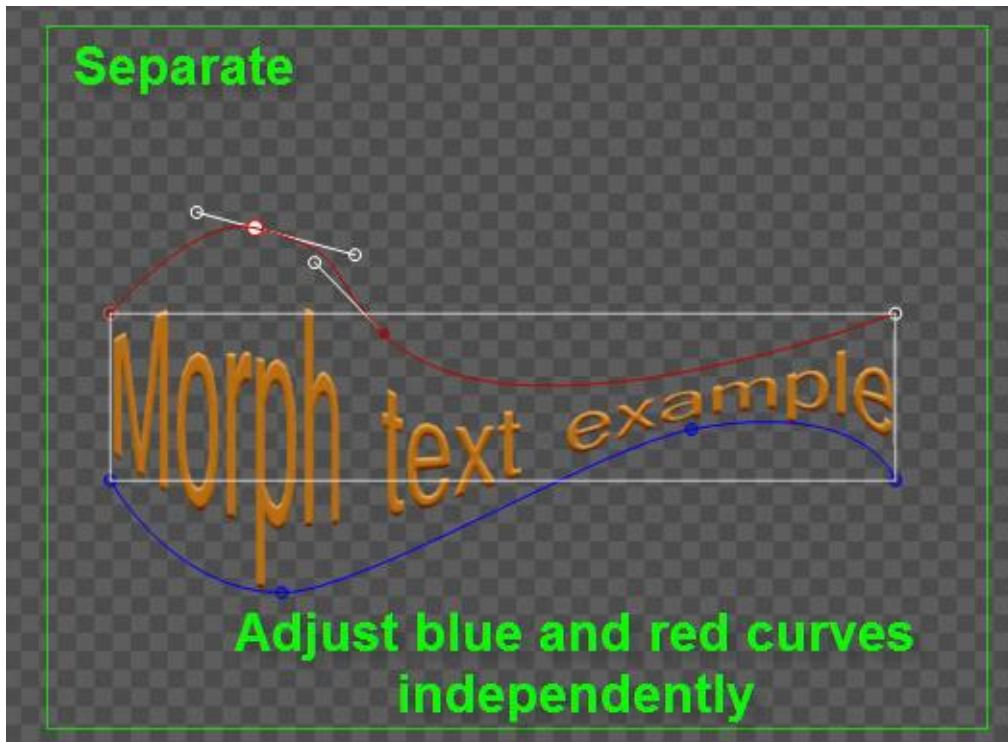 Separate
Morph text example
Adjust blue and red curves
independently